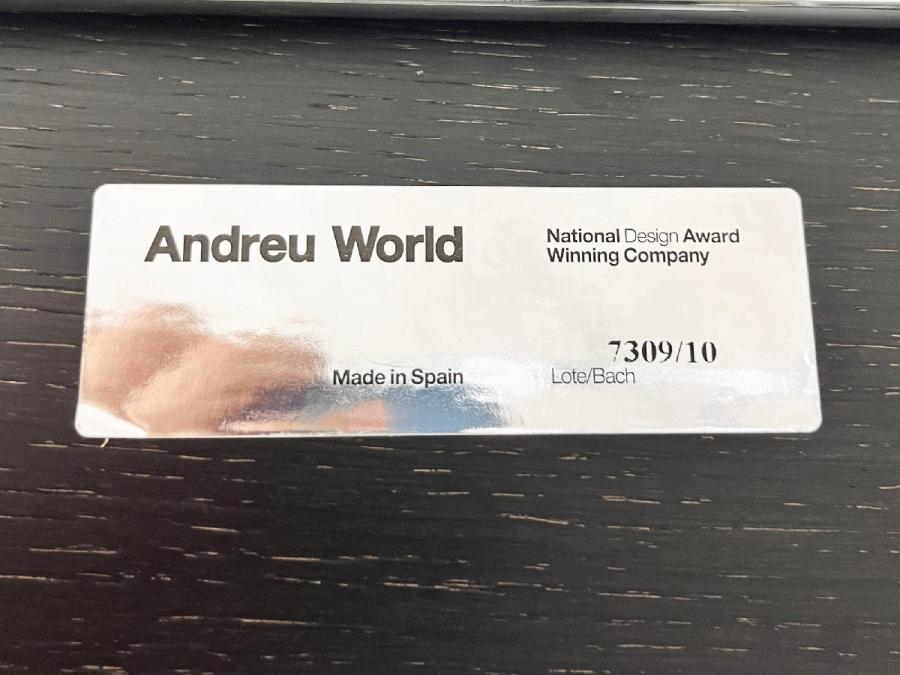 Andreu World
National Design Award
Winning Company
7309/10
Made in Spain
Lote/Bach